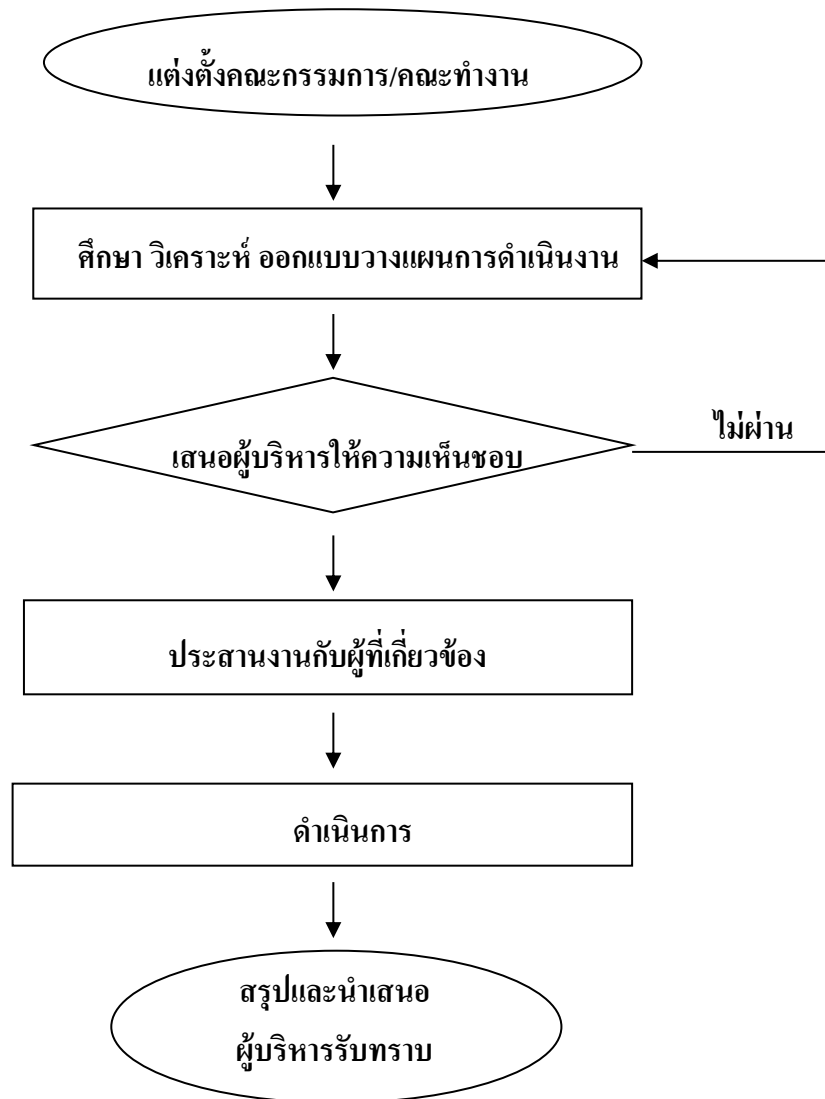 แต่งตั้งคณะกรรมการ/คณะทำงาน
ศึกษา วิเคราะห์ ออกแบบวางแผนการดำเนินงาน
ไม่ผ่าน
เสนอผู้บริหารให้ความเห็นชอบ
ประสานงานกับผู้ที่เกี่ยวข้อง
ดำเนินการ
สรุปและนำเสนอ
ผู้บริหารรับทราบ